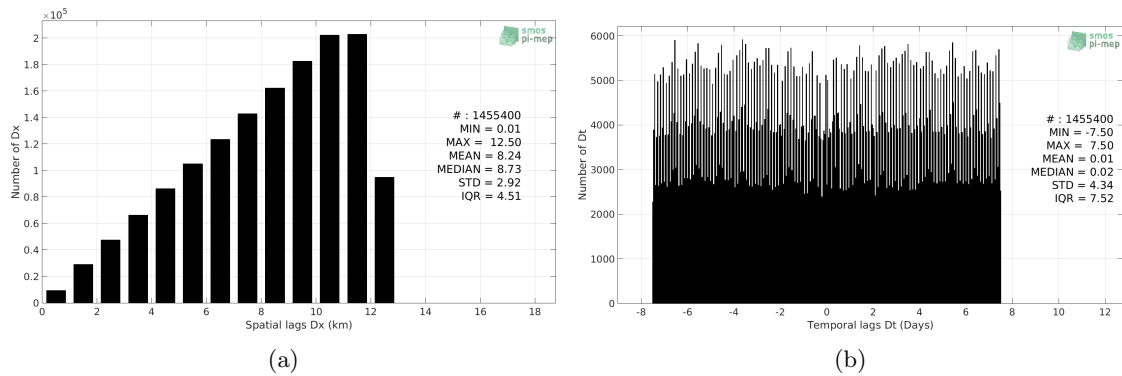 ×10⁵
2
1.8
1.6
1.4
1.2
1
0.8
0.6
0.4
0.2
0
Number of Dx
smos
pi-mep
# : 1455400
MIN = 0.01
MAX = 12.50
MEAN = 8.24
MEDIAN = 8.73
STD = 2.92
IQR = 4.51
0 2 4 6 8 10 12 14 16 18
Spatial lags Dx (km)
(a)
6000
5000
4000
3000
2000
1000
0
Number of Dt
smos
pi-mep
# : 1455400
MIN = -7.50
MAX = 7.50
MEAN = 0.01
MEDIAN = 0.02
STD = 4.34
IQR = 7.52
-8 -6 -4 -2 0 2 4 6 8 10 12
Temporal lags Dt (Days)
(b)